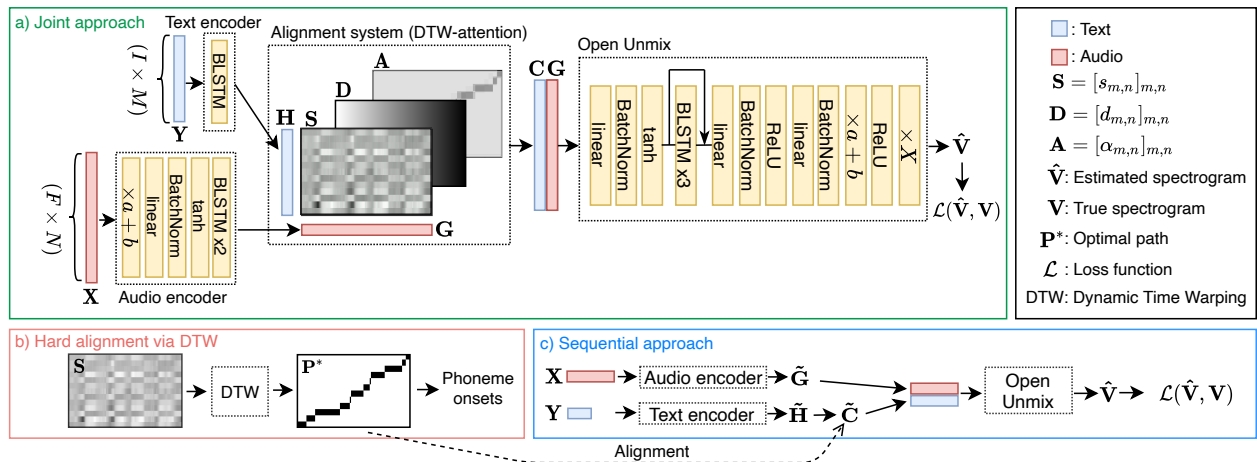 a) Joint approach
Text encoder
(I × M)
Y
BLSTM
Alignment system (DTW-attention)
A
D
S
H
G
X
(F × N)
×a + b
linear
BatchNorm
tanh
BLSTM x2
Audio encoder
C G
Open Unmix
linear
BatchNorm
tanh
BLSTM x3
linear
BatchNorm
ReLU
linear
BatchNorm
×a + b
ReLU
×X
V̂
ℒ(V̂, V)
: Text
: Audio
S = [s_{m,n}]_{m,n}
D = [d_{m,n}]_{m,n}
A = [α_{m,n}]_{m,n}
V̂: Estimated spectrogram
V: True spectrogram
P*: Optimal path
ℒ : Loss function
DTW: Dynamic Time Warping
b) Hard alignment via DTW
S
DTW
P*
Phoneme
onsets
c) Sequential approach
X
Audio encoder
G̃
Y
Text encoder
H̃
C̃
Open
Unmix
V̂
ℒ(V̂, V)
Alignment